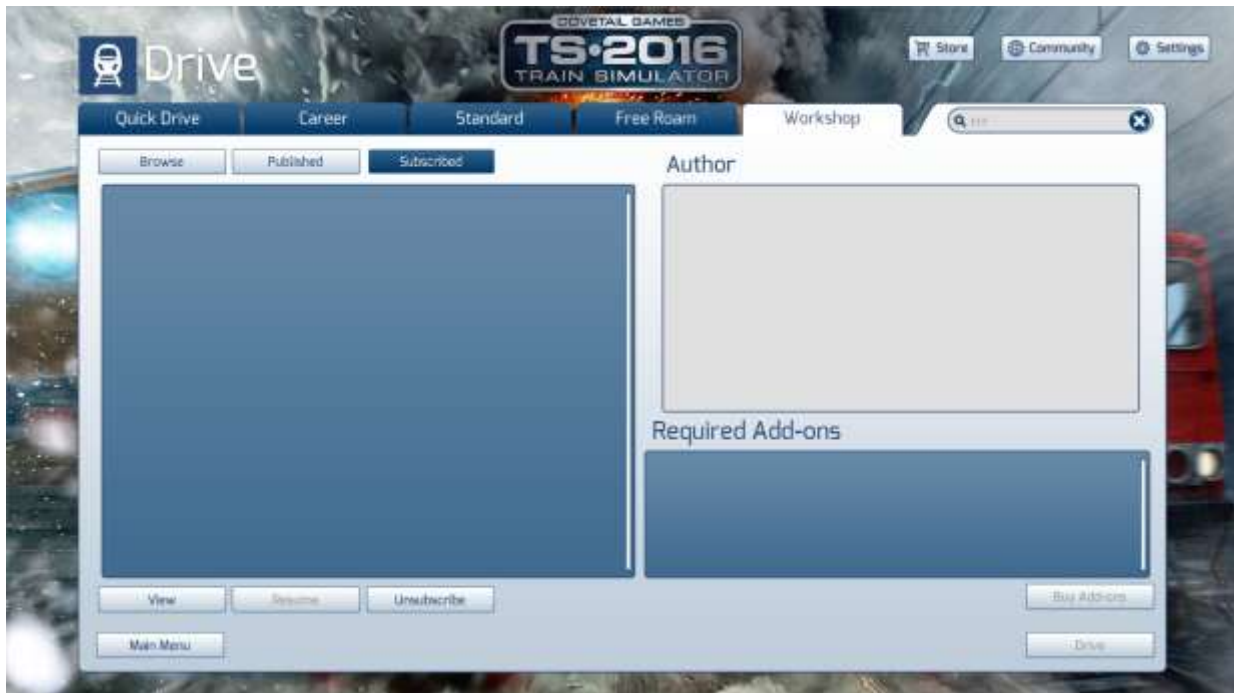 DOVETAIL GAMES
TS•2016
TRAIN SIMULATOR
Drive
Store
Community
Settings
Quick Drive
Career
Standard
Free Roam
Workshop
Browse
Published
Subscribed
Author
Required Add-ons
View
Resume
Unsubscribe
Buy Add-ons
Main Menu
Drive